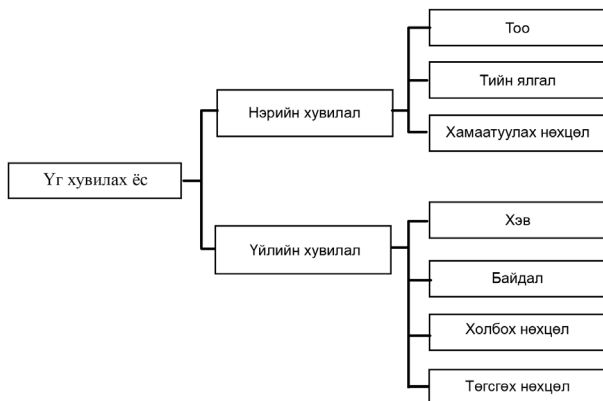 Үг хувилах ёс
Нэрийн хувилал
Тоо
Тийн ялгал
Хамаатуулах нөхцөл
Үйлийн хувилал
Хэв
Байдал
Холбох нөхцөл
Төгсгөх нөхцөл